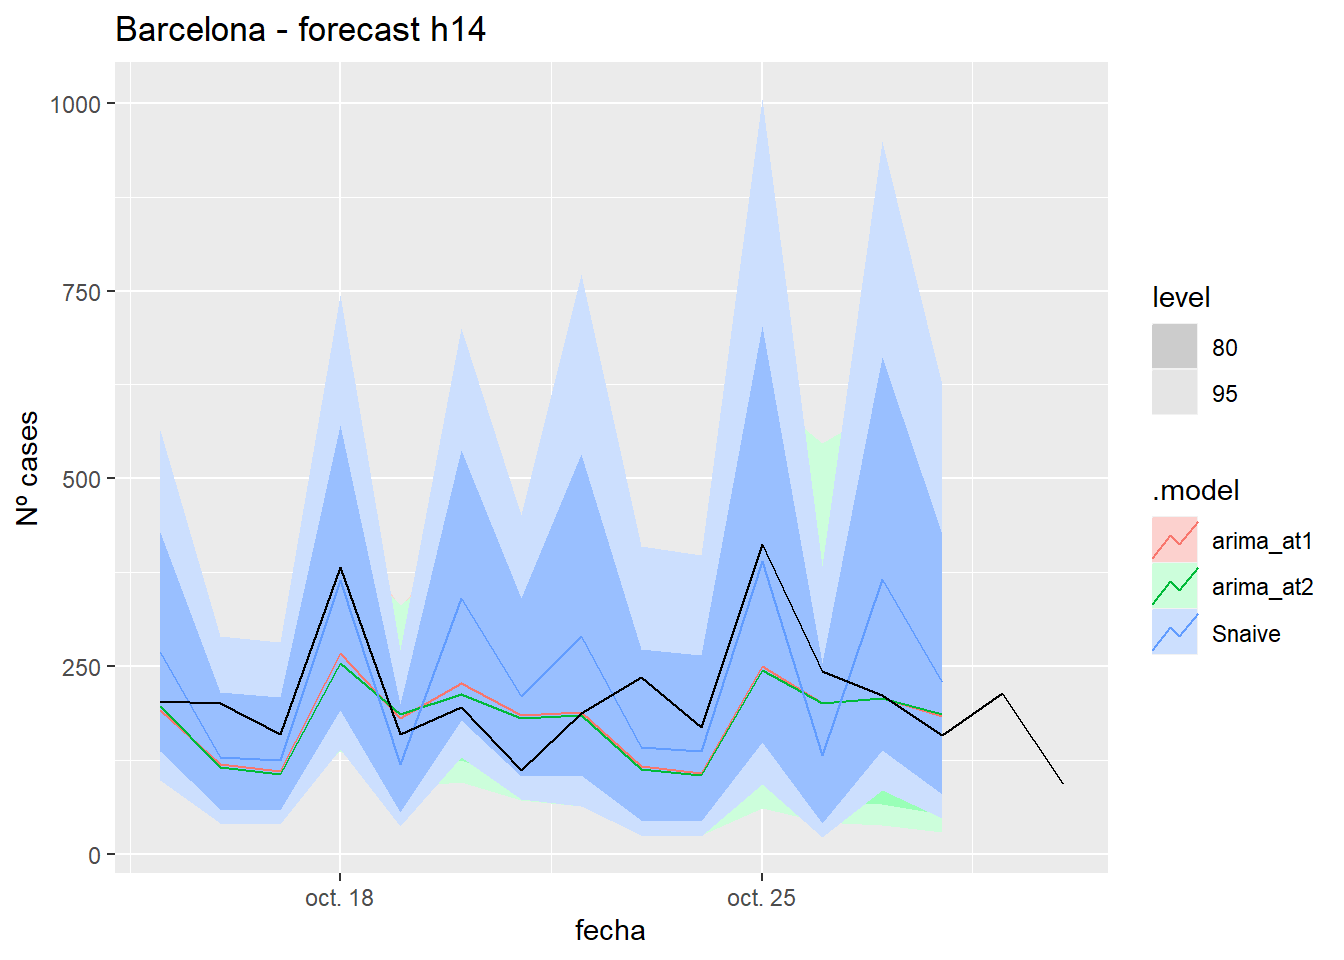 Barcelona - forecast h14
1000
750
500
250
0
Nº cases
oct. 18
oct. 25
fecha
level
80
95
.model
arima_at1
arima_at2
Snaive